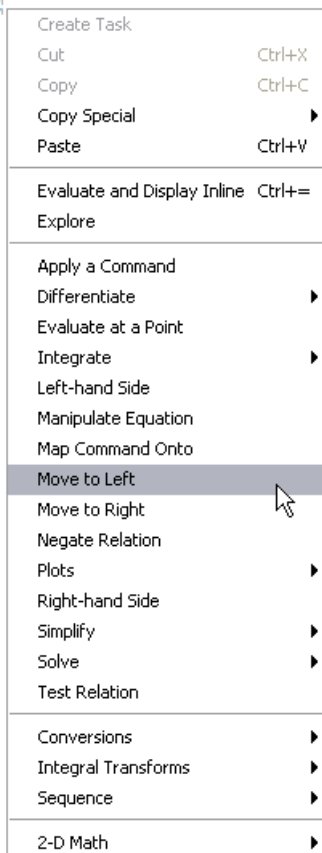 Create Task
Cut Ctrl+X
Copy Ctrl+C
Copy Special
Paste Ctrl+V
Evaluate and Display Inline Ctrl+=
Explore
Apply a Command
Differentiate
Evaluate at a Point
Integrate
Left-hand Side
Manipulate Equation
Map Command Onto
Move to Left
Move to Right
Negate Relation
Plots
Right-hand Side
Simplify
Solve
Test Relation
Conversions
Integral Transforms
Sequence
2-D Math